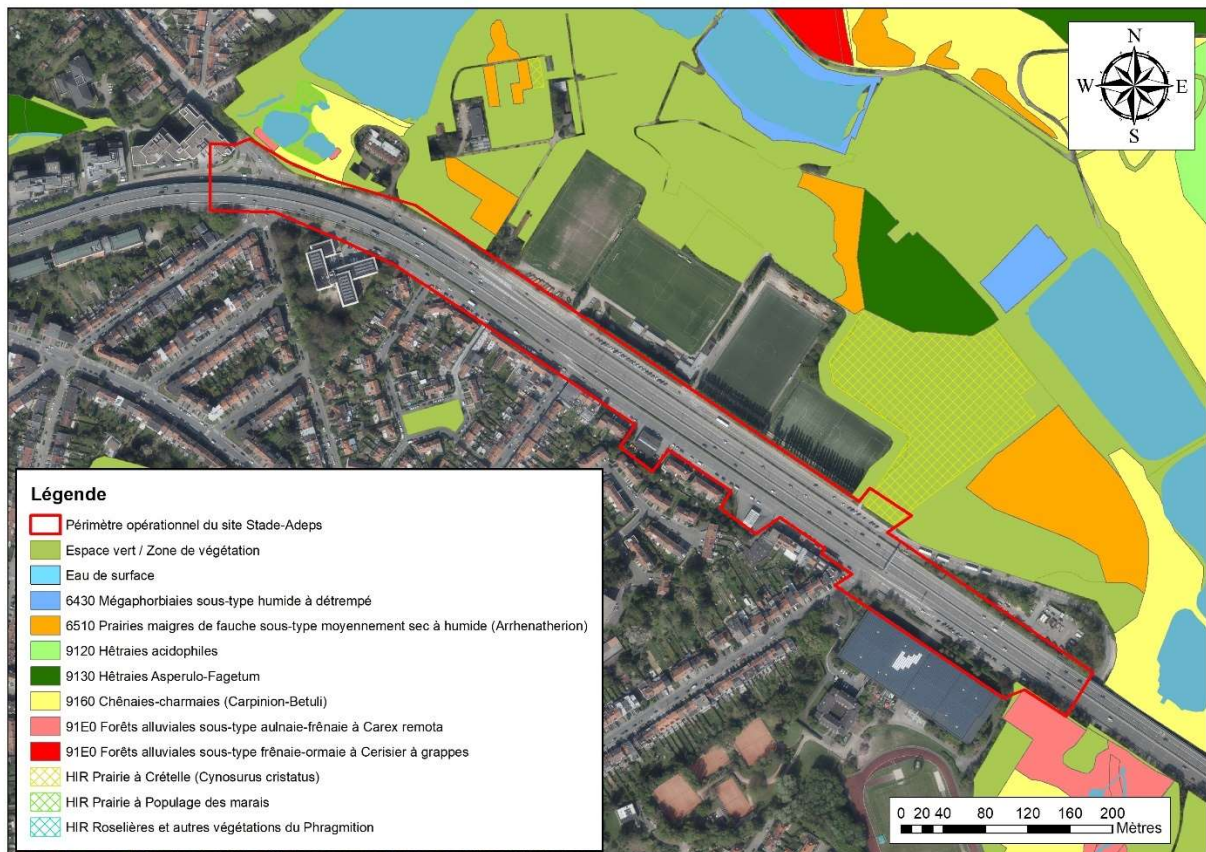 N
W E
S
Légende
Périmètre opérationnel du site Stade-Adeps
Espace vert / Zone de végétation
Eau de surface
6430 Mégaphorbiaies sous-type humide à détrempé
6510 Prairies maigres de fauche sous-type moyennement sec à humide (Arrhenatherion)
9120 Hêtraies acidophiles
9130 Hêtraies Asperulo-Fagetum
9160 Chênaies-charmaies (Carpinion-Betuli)
91E0 Forêts alluviales sous-type aulnaie-frênaie à Carex remota
91E0 Forêts alluviales sous-type frênaie-ormaie à Cerisier à grappes
HIR Prairie à Crételle (Cynosurus cristatus)
HIR Prairie à Populage des marais
HIR Roselières et autres végétations du Phragmition
0 20 40 80 120 160 200
Mètres